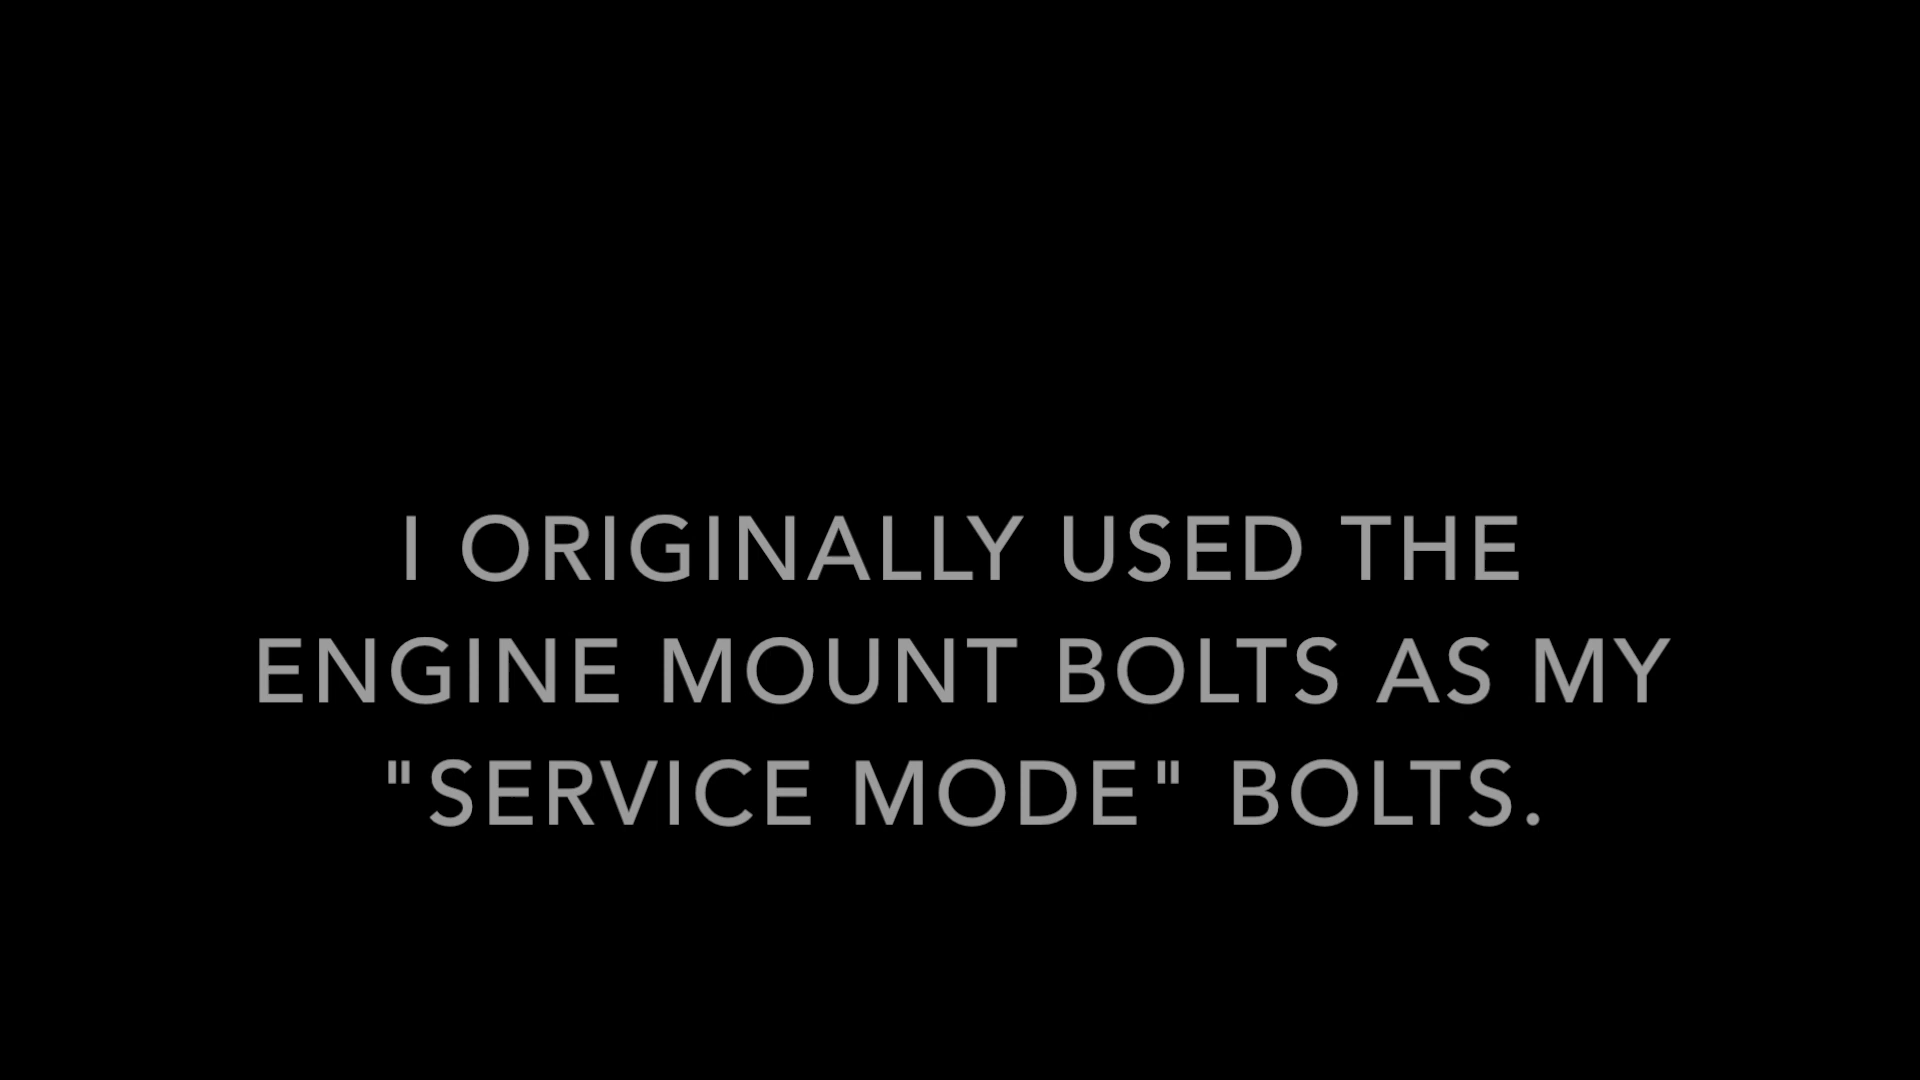 I ORIGINALLY USED THE
ENGINE MOUNT BOLTS AS MY
"SERVICE MODE" BOLTS.